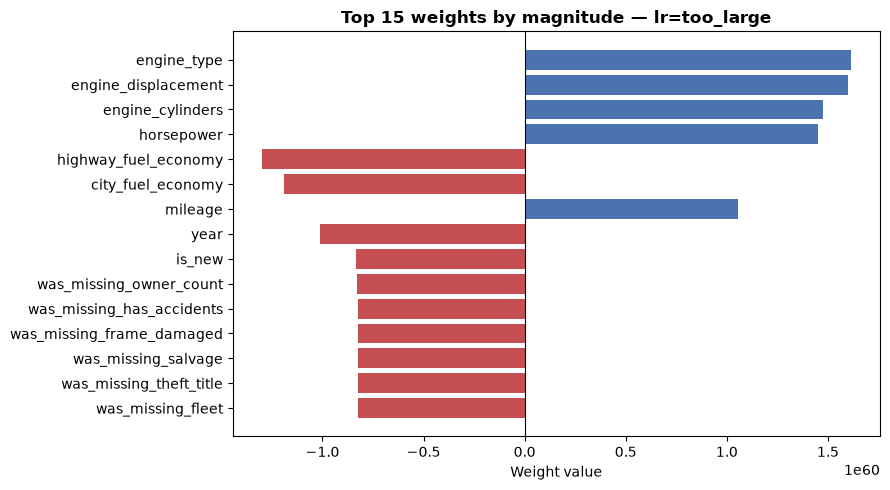 Top 15 weights by magnitude — lr=too_large
engine_type
engine_displacement
engine_cylinders
horsepower
highway_fuel_economy
city_fuel_economy
mileage
year
is_new
was_missing_owner_count
was_missing_has_accidents
was_missing_frame_damaged
was_missing_salvage
was_missing_theft_title
was_missing_fleet
−1.0 −0.5 0.0 0.5 1.0 1.5
1e60
Weight value